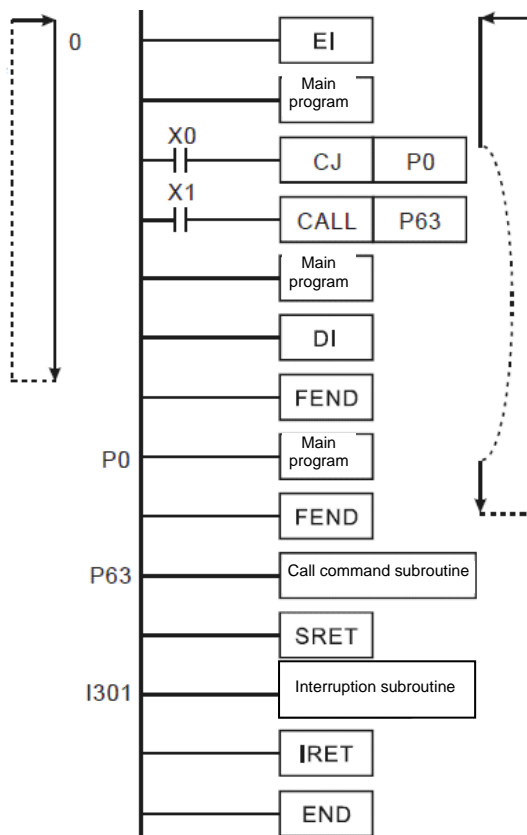 0 EI
Main
program
X0
CJ P0
X1
CALL P63
Main
program
DI
FEND
P0 Main
program
FEND
P63 Call command subroutine
SRET
I301 Interruption subroutine
IRET
END